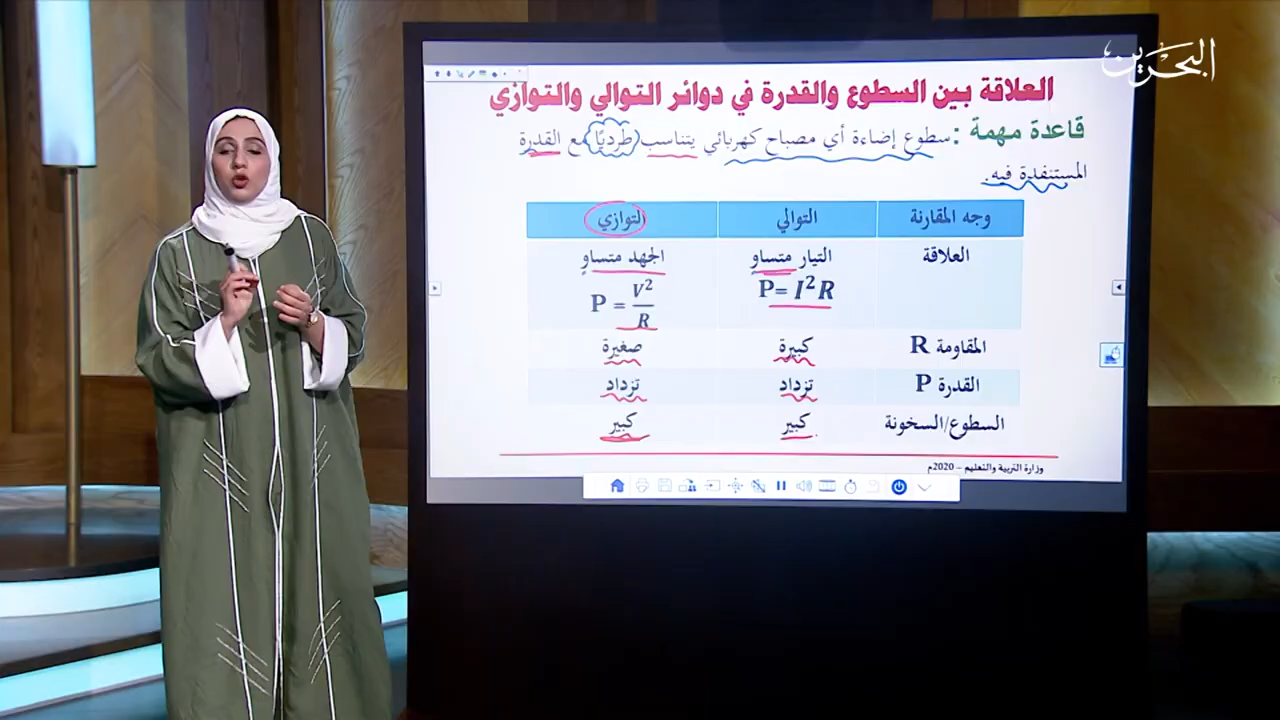 البحرين
العلاقة بين السطوع والقدرة في دوائر التوالي والتوازي
قاعدة مهمة: سطوع إضاءة أي مصباح كهربائي يتناسب طرديًا مع القدرة
المستنفدة فيه.
وجه المقارنة التوالي التوازي
العلاقة التيار متساو الجهد متساوٍ
P= I²R P = V²/R
المقاومة R كبيرة صغيرة
القدرة P تزداد تزداد
السطوع/السخونة كبير كبير
وزارة التربية والتعليم – 2020م